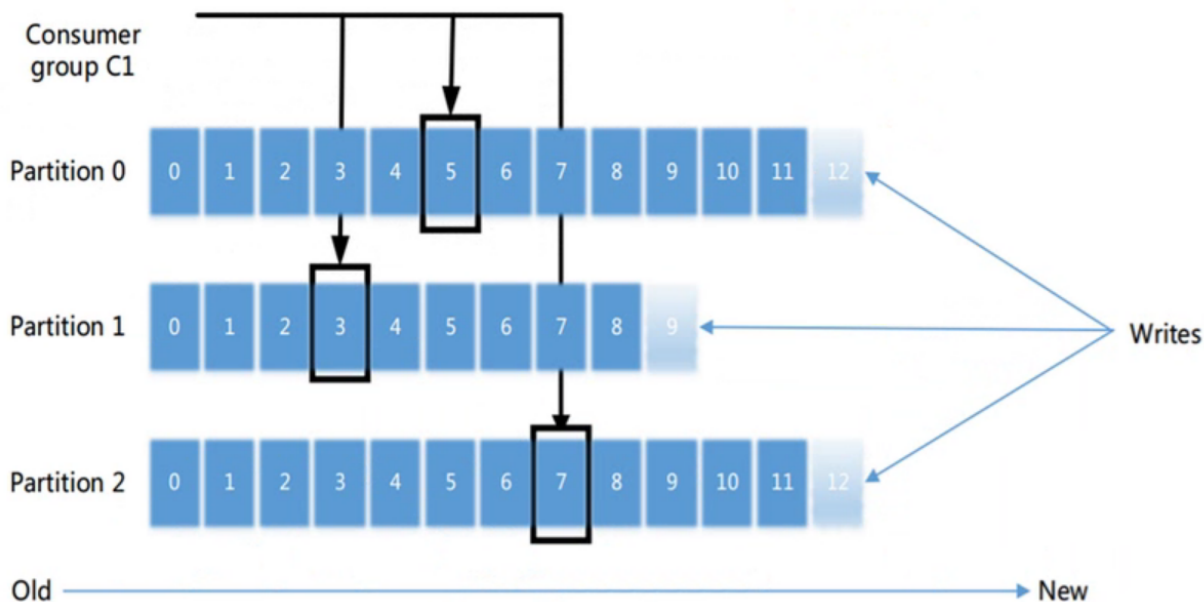 Consumer
group C1
Partition 0 0 1 2 3 4 5 6 7 8 9 10 11 12
Partition 1 0 1 2 3 4 5 6 7 8 9
Writes
Partition 2 0 1 2 3 4 5 6 7 8 9 10 11 12
Old New